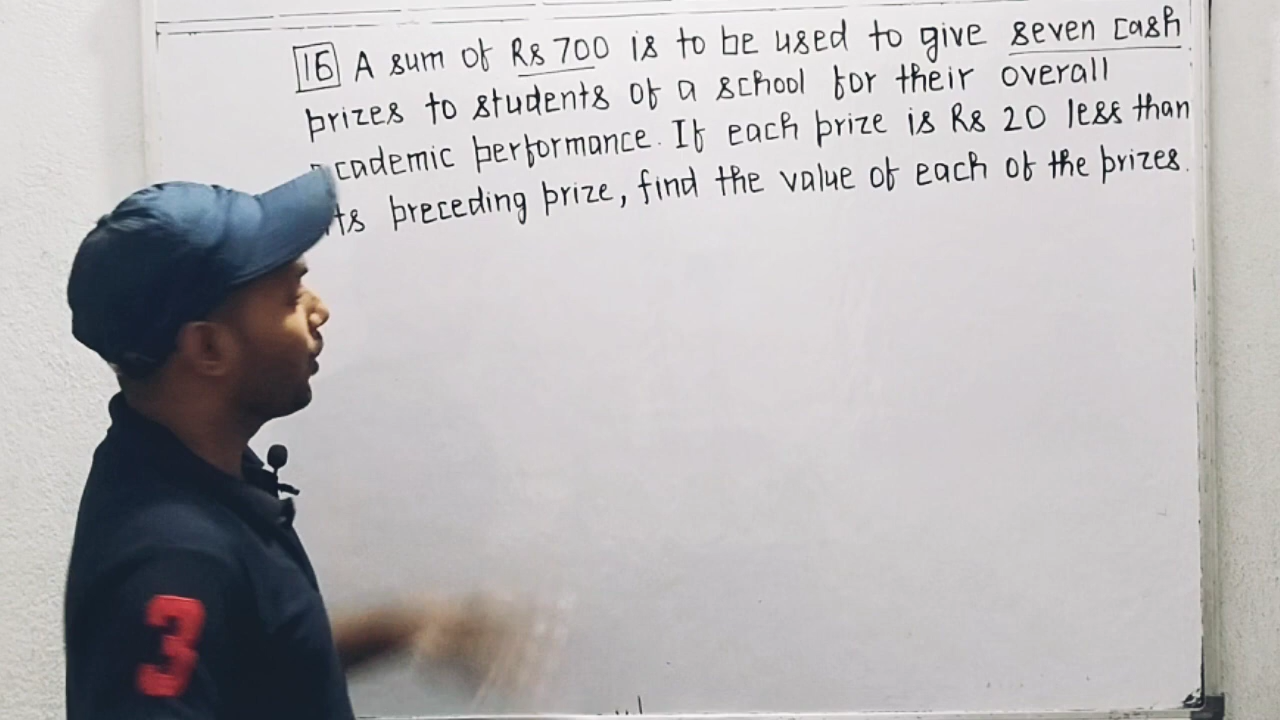 16 A sum of Rs 700 is to be used to give seven cash
prizes to students of a school for their overall
cademic performance. If each prize is Rs 20 less than
ts preceding prize, find the value of each of the prizes.
3